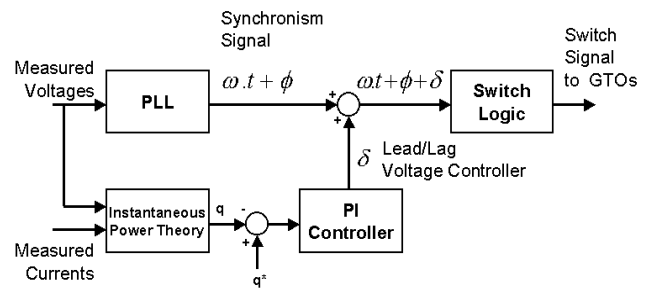 Synchronism
Signal
Switch
Signal
to GTOs
Measured
Voltages
PLL
ω.t + ϕ
+
+
ωt+ϕ+δ
Switch
Logic
δ
Lead/Lag
Voltage Controller
Instantaneous
Power Theory
q
-
+
PI
Controller
Measured
Currents
q*